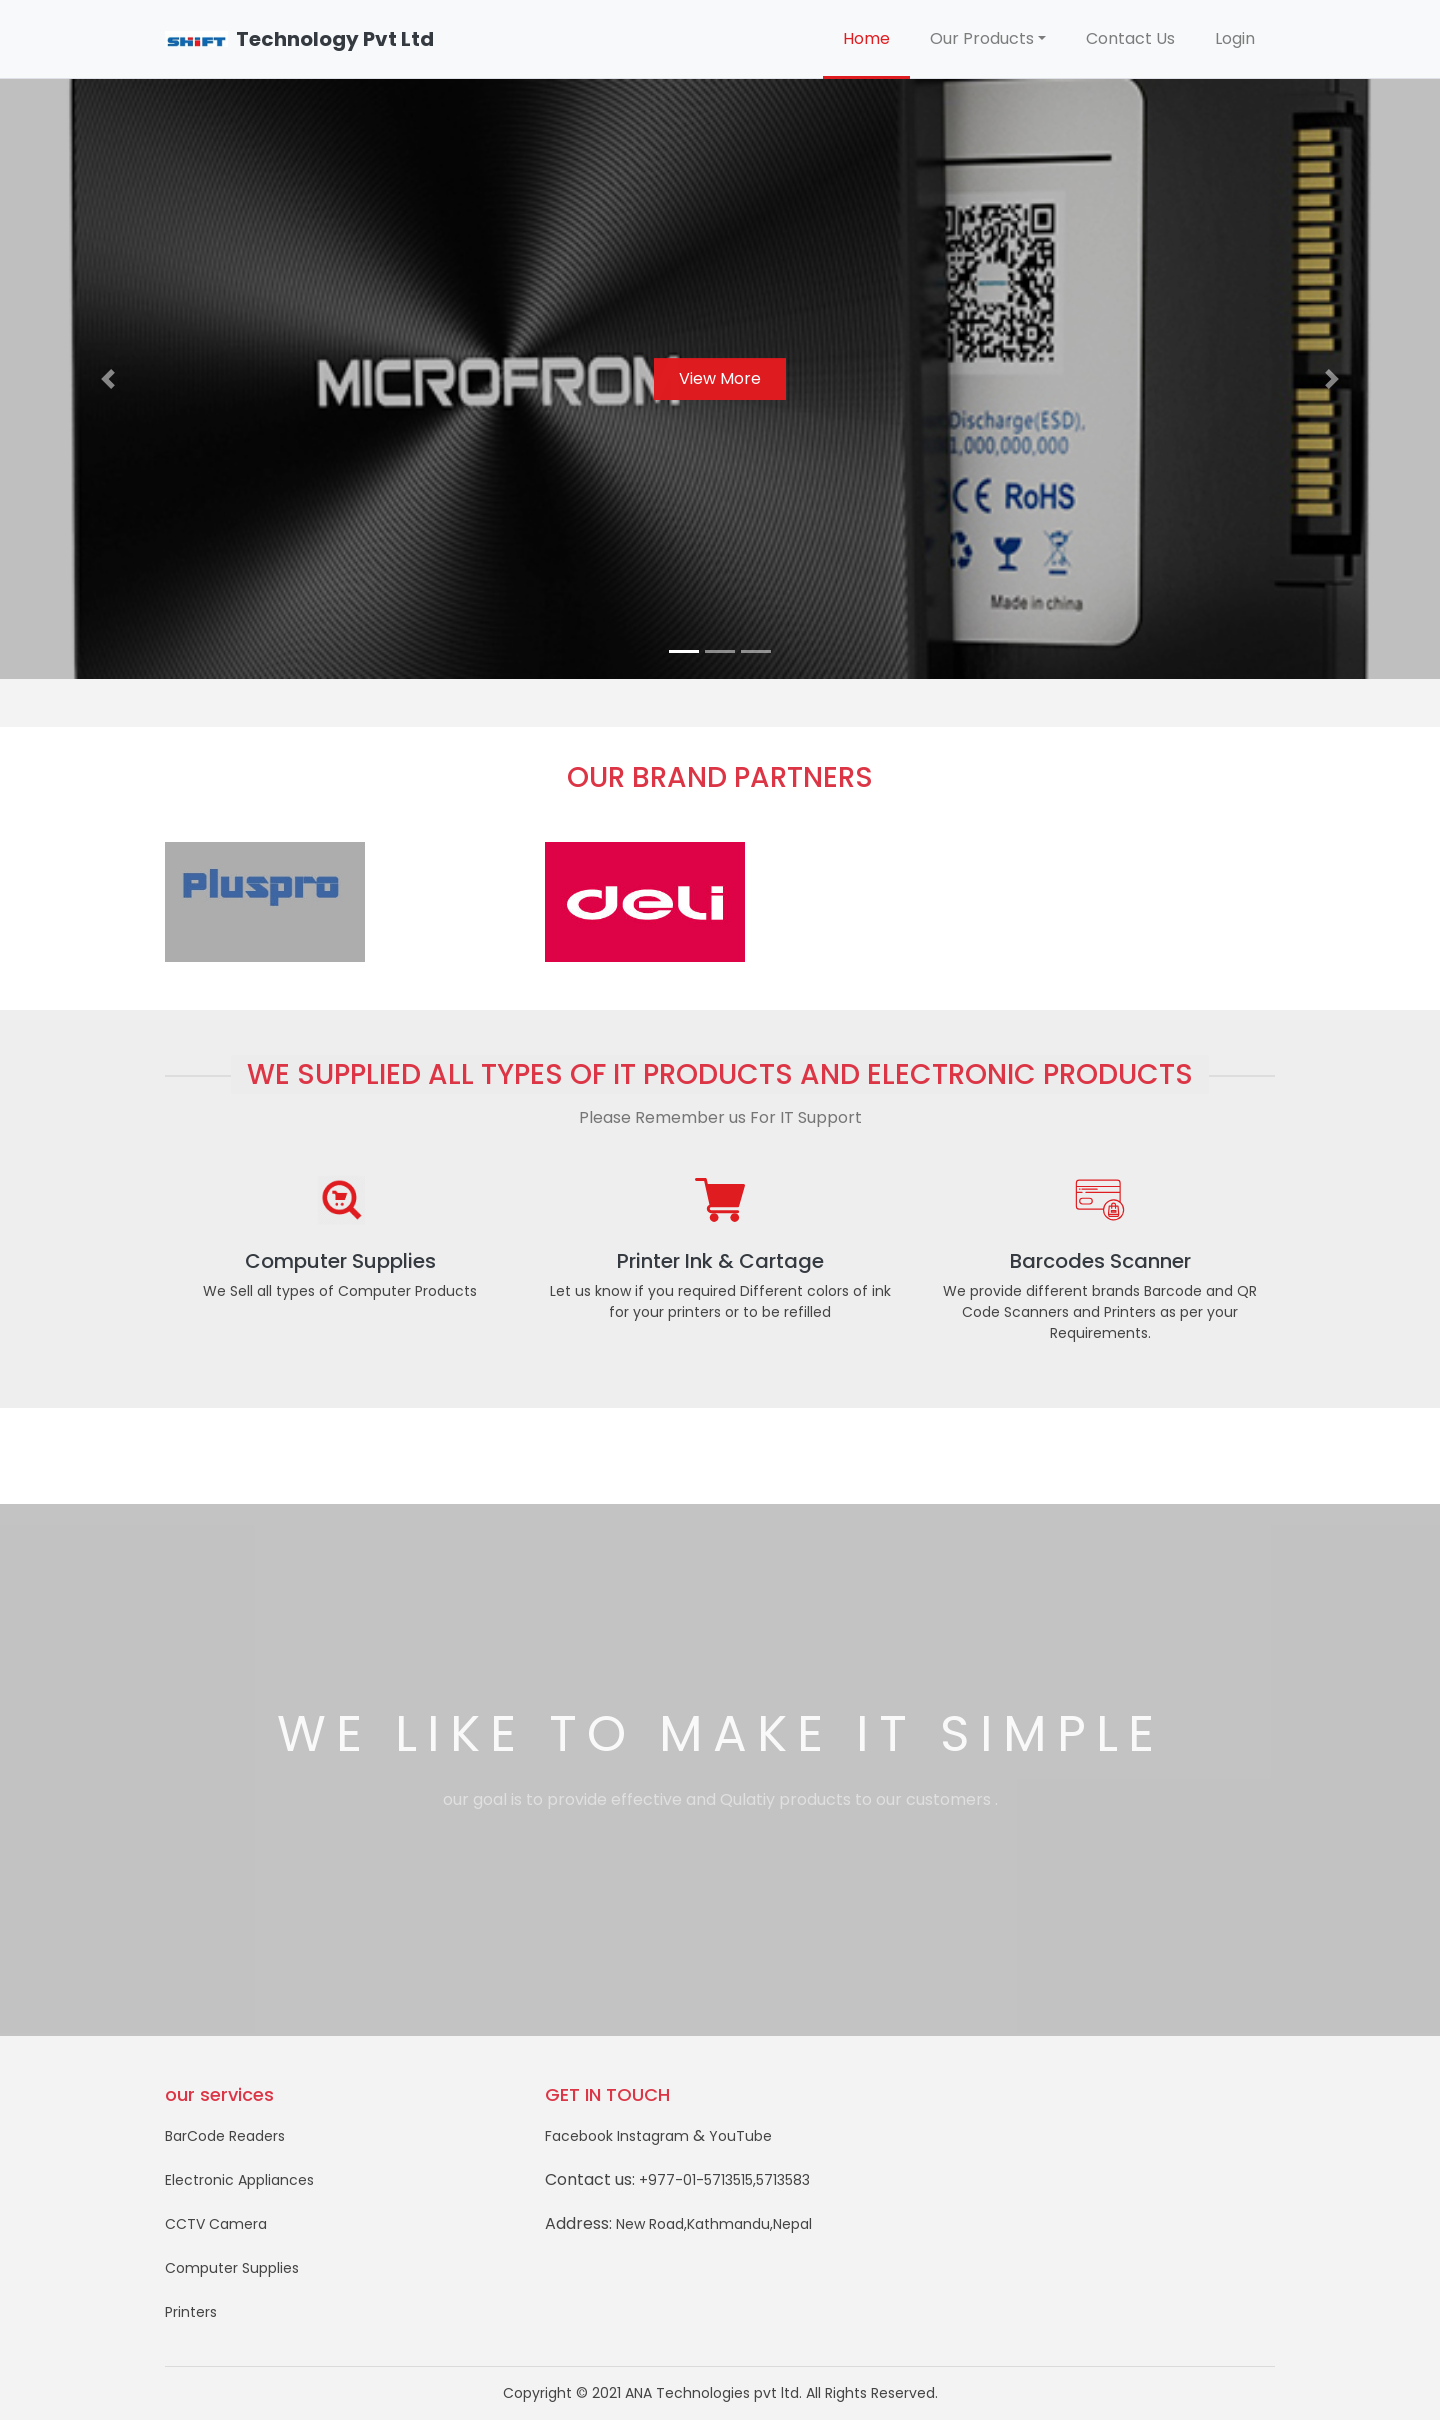 SHIFT Technology Pvt Ltd
Home Our Products Contact Us Login
MICROFROM
View More
Discharge(ESD),
1,000,000,000
CE RoHS
Made in china
OUR BRAND PARTNERS
Pluspro
deli
WE SUPPLIED ALL TYPES OF IT PRODUCTS AND ELECTRONIC PRODUCTS
Please Remember us For IT Support
Computer Supplies
We Sell all types of Computer Products
Printer Ink & Cartage
Let us know if you required Different colors of ink
for your printers or to be refilled
Barcodes Scanner
We provide different brands Barcode and QR
Code Scanners and Printers as per your
Requirements.
WE LIKE TO MAKE IT SIMPLE
our goal is to provide effective and Qulatiy products to our customers .
our services
BarCode Readers
Electronic Appliances
CCTV Camera
Computer Supplies
Printers
GET IN TOUCH
Facebook Instagram & YouTube
Contact us: +977-01-5713515,5713583
Address: New Road,Kathmandu,Nepal
Copyright © 2021 ANA Technologies pvt ltd. All Rights Reserved.